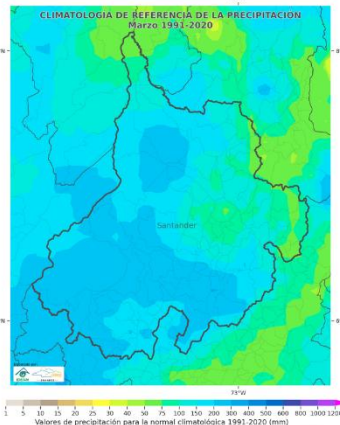 CLIMATOLOGÍA DE REFERENCIA DE LA PRECIPITACIÓN
Marzo 1991-2020
Santander
73°W
1 5 10 15 20 25 30 40 50 75 100 150 200 300 400 500 600 800 1000 1200
Valores de precipitación para la normal climatológica 1991-2020 (mm)